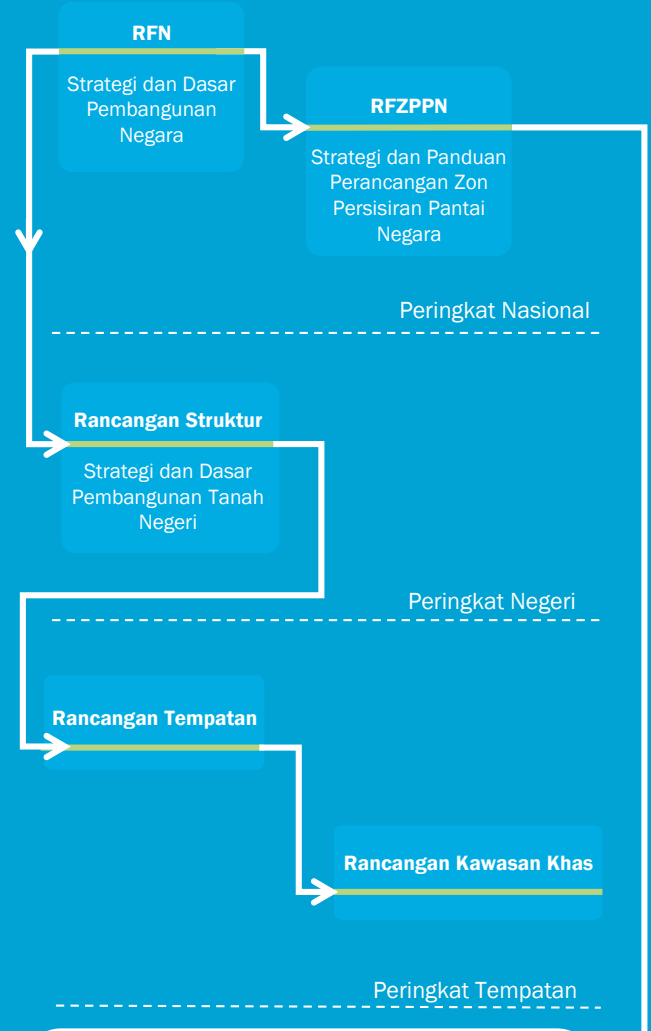 RFN
Strategi dan Dasar
Pembangunan
Negara
RFZPPN
Strategi dan Panduan
Perancangan Zon
Persisiran Pantai
Negara
Peringkat Nasional
Rancangan Struktur
Strategi dan Dasar
Pembangunan Tanah
Negeri
Peringkat Negeri
Rancangan Tempatan
Rancangan Kawasan Khas
Peringkat Tempatan